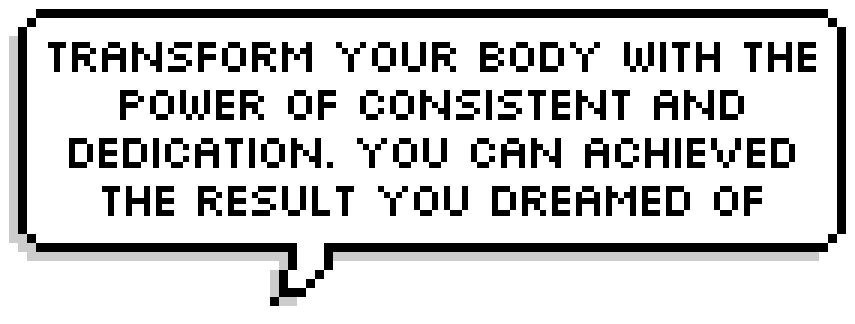 TRANSFORM YOUR BODY WITH THE
POWER OF CONSISTENT AND
DEDICATION. YOU CAN ACHIEVED
THE RESULT YOU DREAMED OF